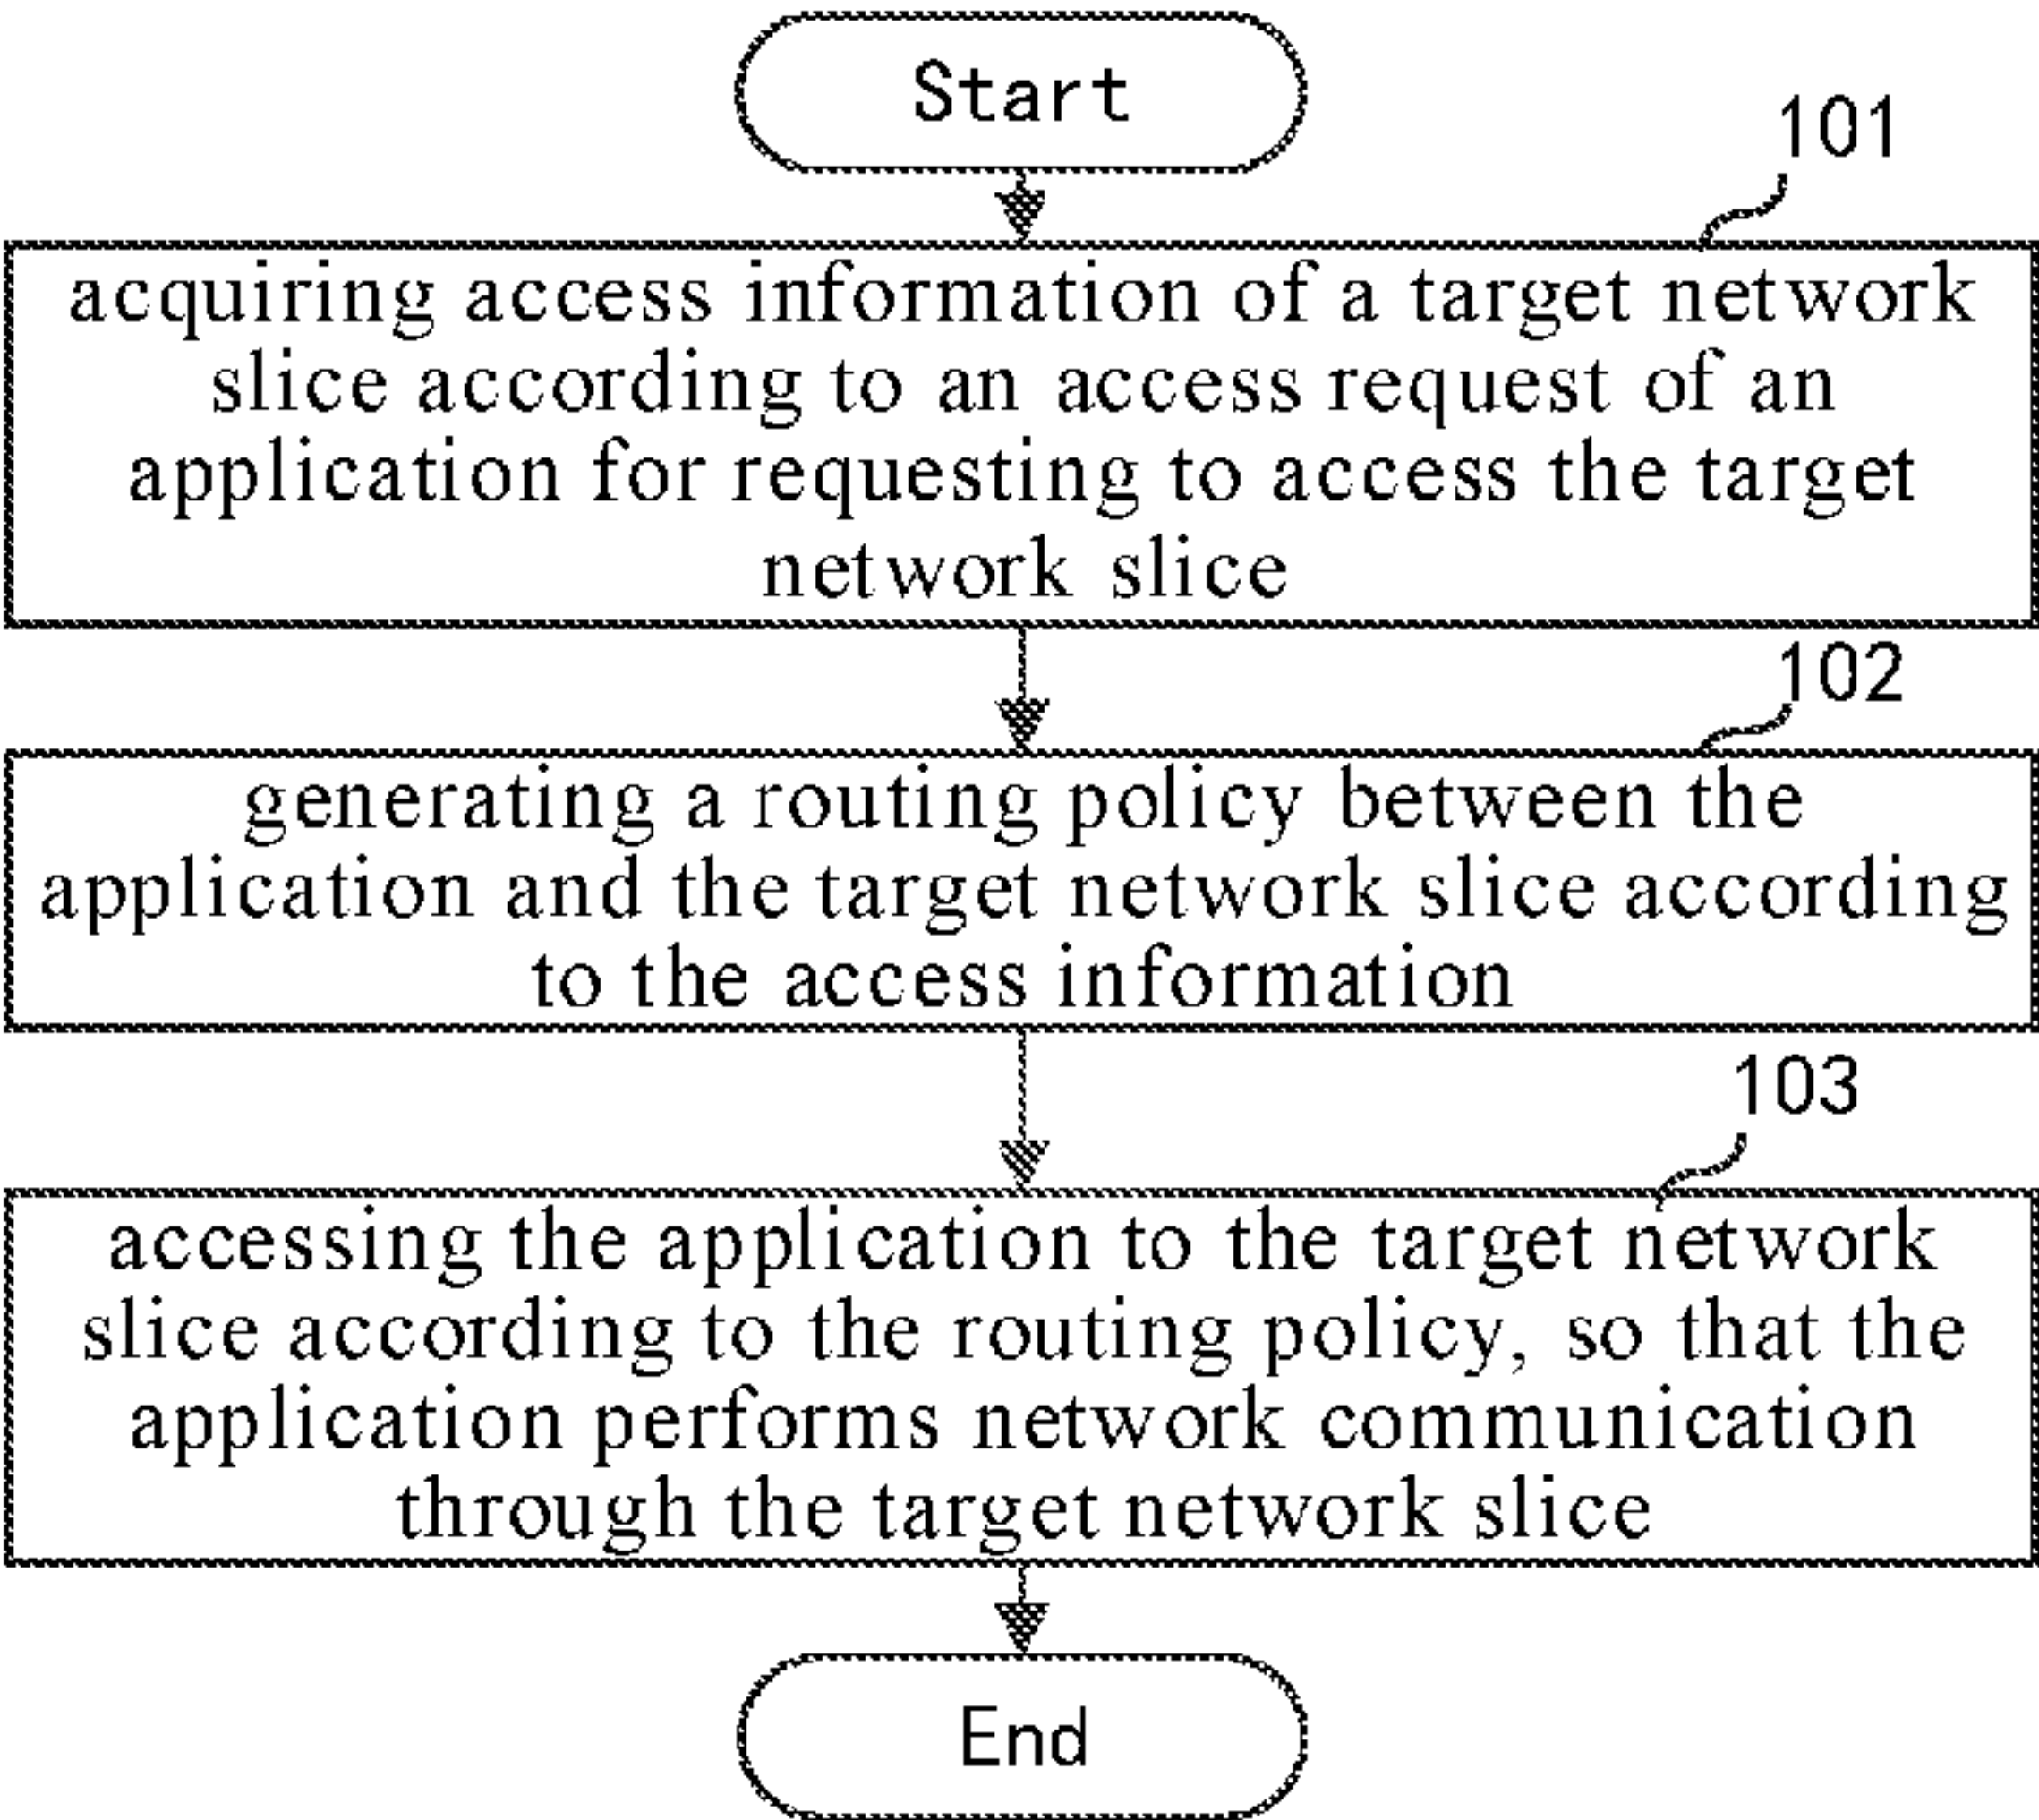 Start
101
acquiring access information of a target network
slice according to an access request of an
application for requesting to access the target
network slice
102
generating a routing policy between the
application and the target network slice according
to the access information
103
accessing the application to the target network
slice according to the routing policy, so that the
application performs network communication
through the target network slice
End